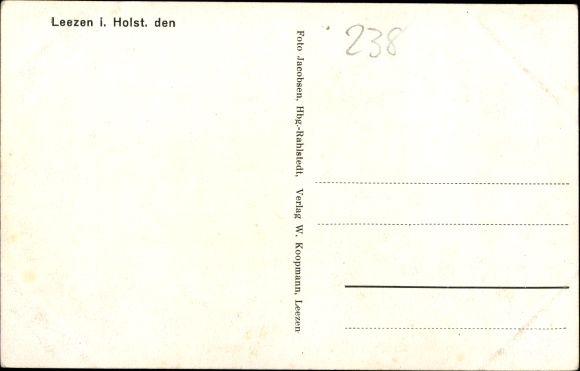 Leezen i. Holst. den
238
Foto Jacobsen, Hbg.-Rahlstedt, Verlag W. Koopmann, Leezen